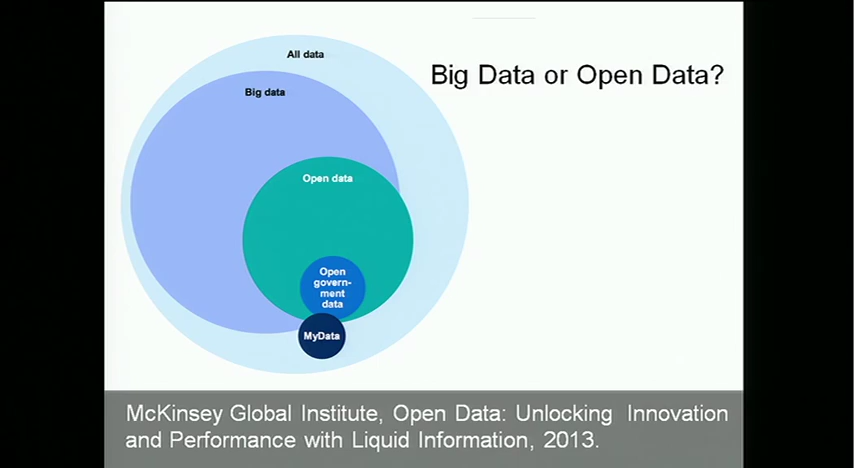 All data
Big data
Big Data or Open Data?
Open data
Open
govern-
ment
data
MyData
McKinsey Global Institute, Open Data: Unlocking Innovation
and Performance with Liquid Information, 2013.